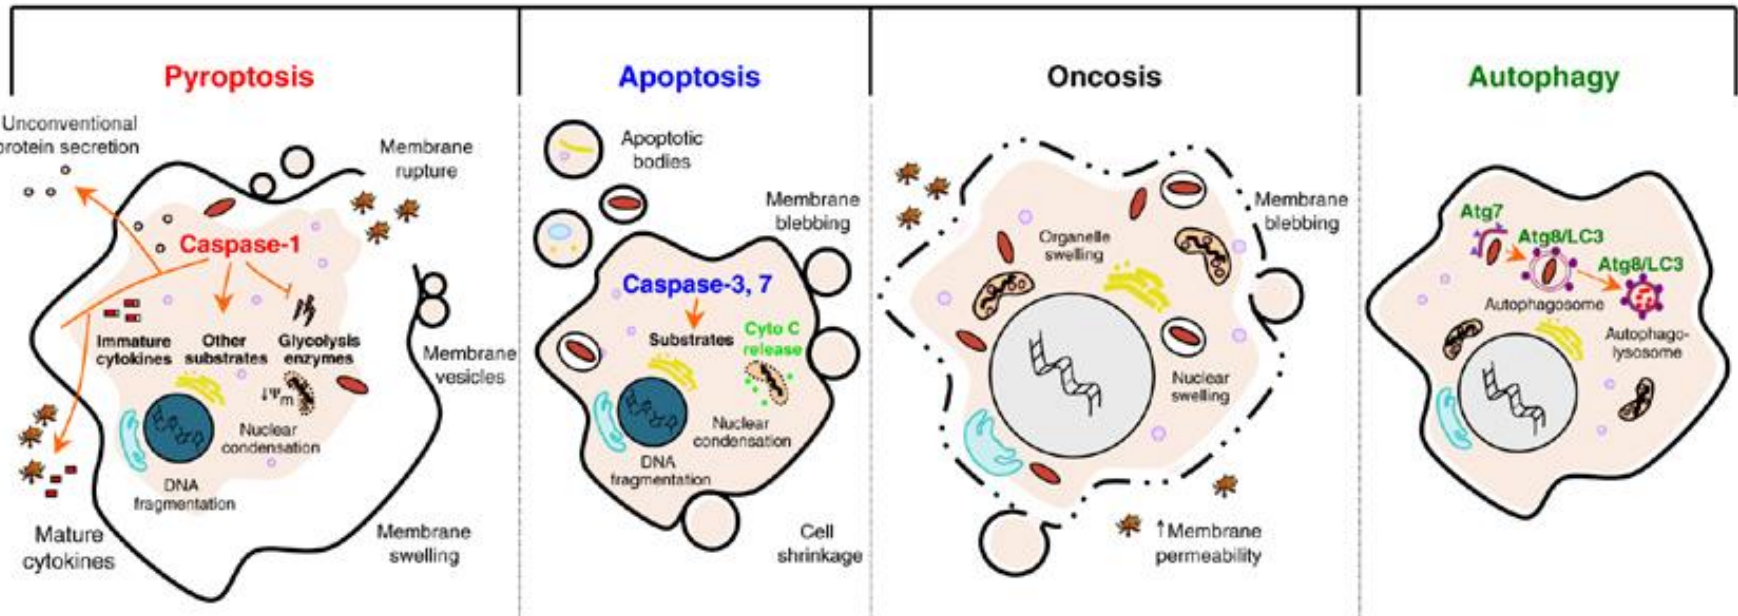 Pyroptosis
Unconventional
protein secretion
Membrane
rupture
Caspase-1
Immature
cytokines
Other
substrates
Glycolysis
enzymes
↓Ψm
Nuclear
condensation
DNA
fragmentation
Membrane
vesicles
Mature
cytokines
Membrane
swelling
Apoptosis
Apoptotic
bodies
Membrane
blebbing
Caspase-3, 7
Substrates
Cyto C
release
Nuclear
condensation
DNA
fragmentation
Cell
shrinkage
Oncosis
Membrane
blebbing
Organelle
swelling
Nuclear
swelling
↑Membrane
permeability
Autophagy
Atg7
Atg8/LC3
Atg8/LC3
Autophagosome
Autophago-
lysosome